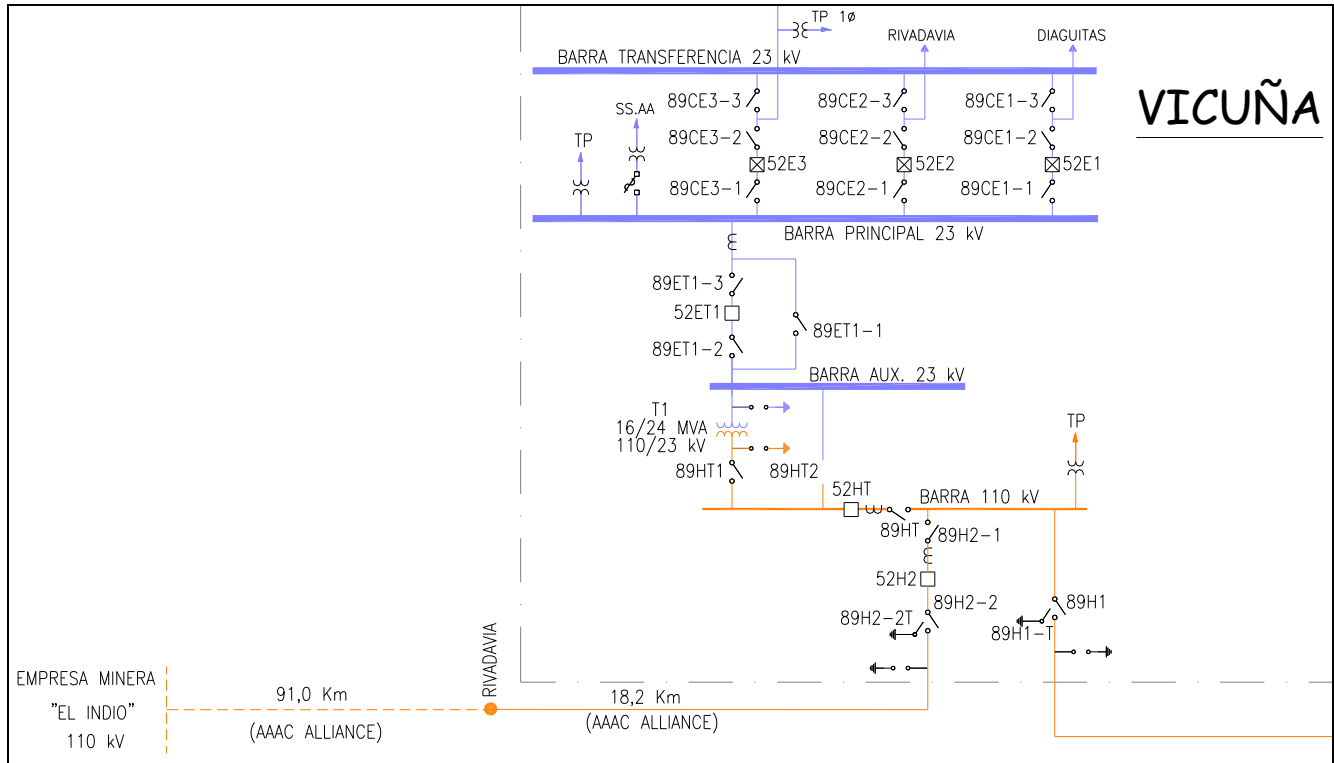 TP 1ø
RIVADAVIA
DIAGUITAS
BARRA TRANSFERENCIA 23 kV
VICUÑA
89CE3-3
89CE2-3
89CE1-3
SS.AA
TP
89CE3-2
89CE2-2
89CE1-2
52E3
52E2
52E1
89CE3-1
89CE2-1
89CE1-1
BARRA PRINCIPAL 23 kV
89ET1-3
52ET1
89ET1-1
89ET1-2
BARRA AUX. 23 kV
T1
16/24 MVA
110/23 kV
89HT1
89HT2
TP
52HT
BARRA 110 kV
89HT
89H2-1
52H2
89H2-2
89H2-2T
89H1
89H1-T
RIVADAVIA
EMPRESA MINERA
"EL INDIO"
110 kV
91,0 Km
(AAAC ALLIANCE)
18,2 Km
(AAAC ALLIANCE)